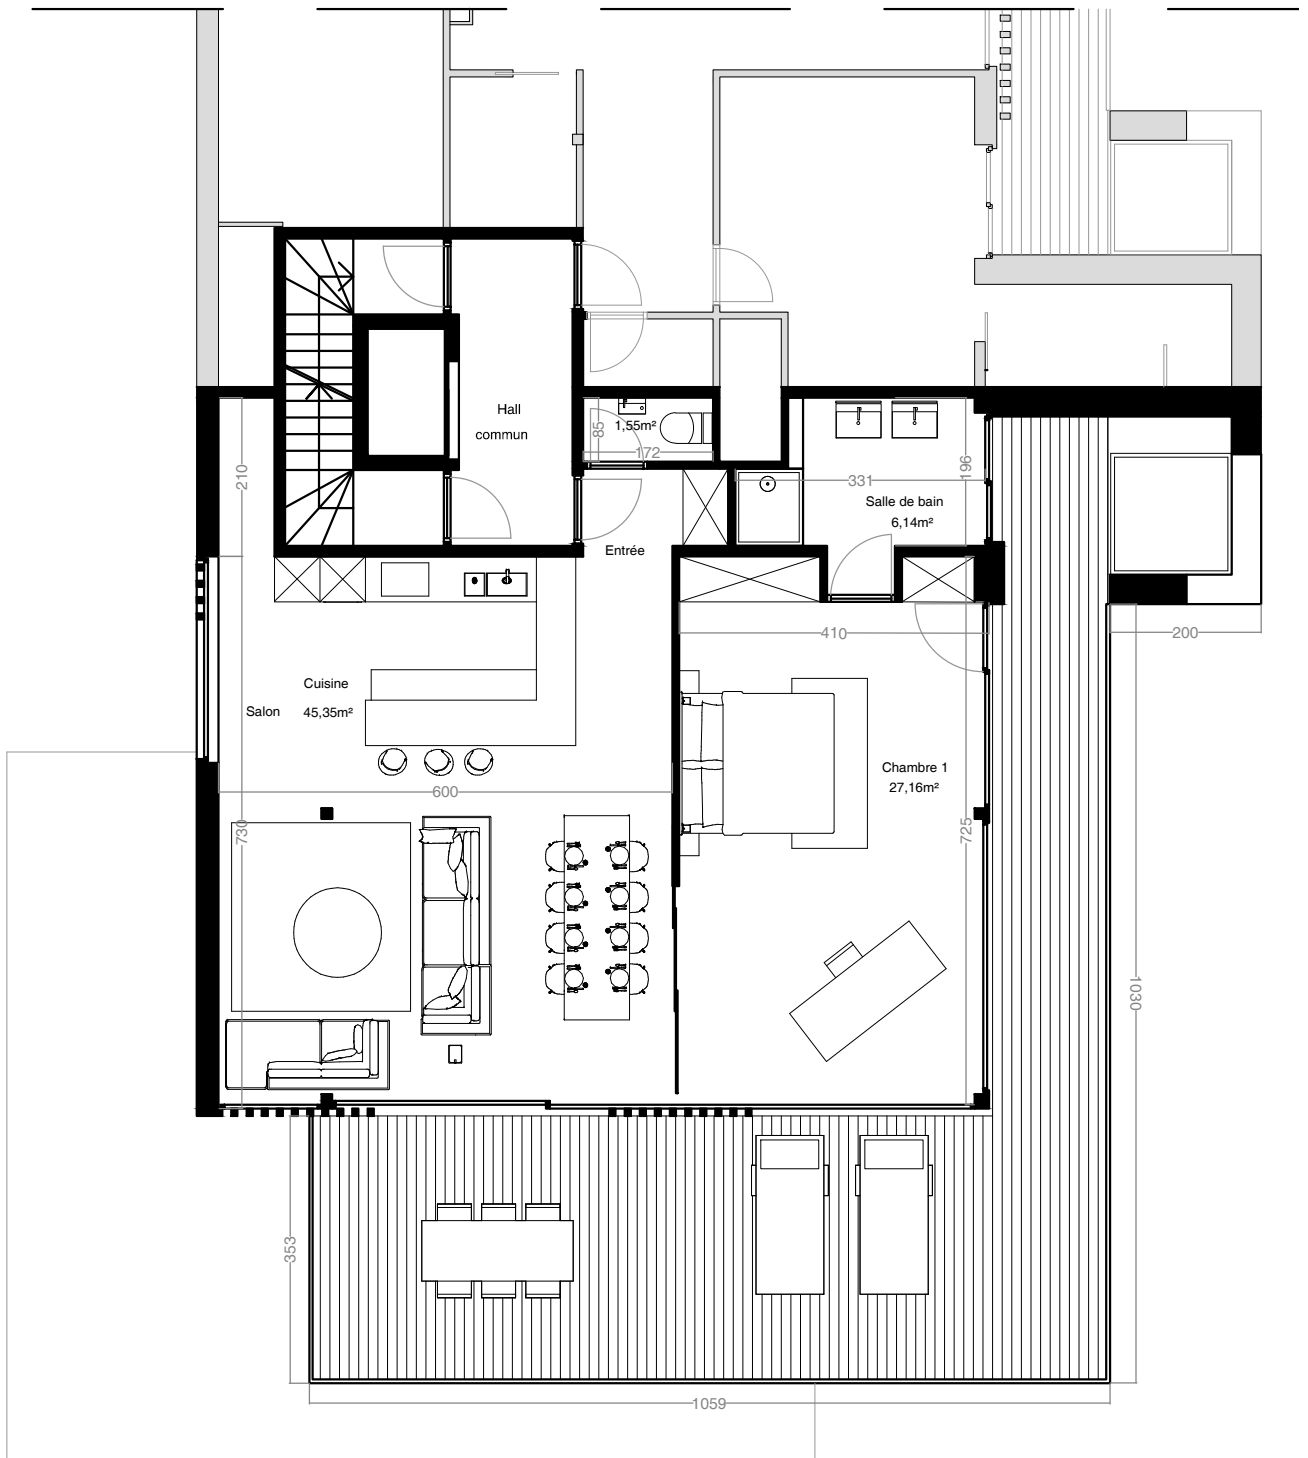 Hall
commun
1,55m²
85
172
210
331
196
Salle de bain
6,14m²
Entrée
410
200
Cuisine
Salon
45,35m²
Chambre 1
27,16m²
600
730
725
1030
353
1059